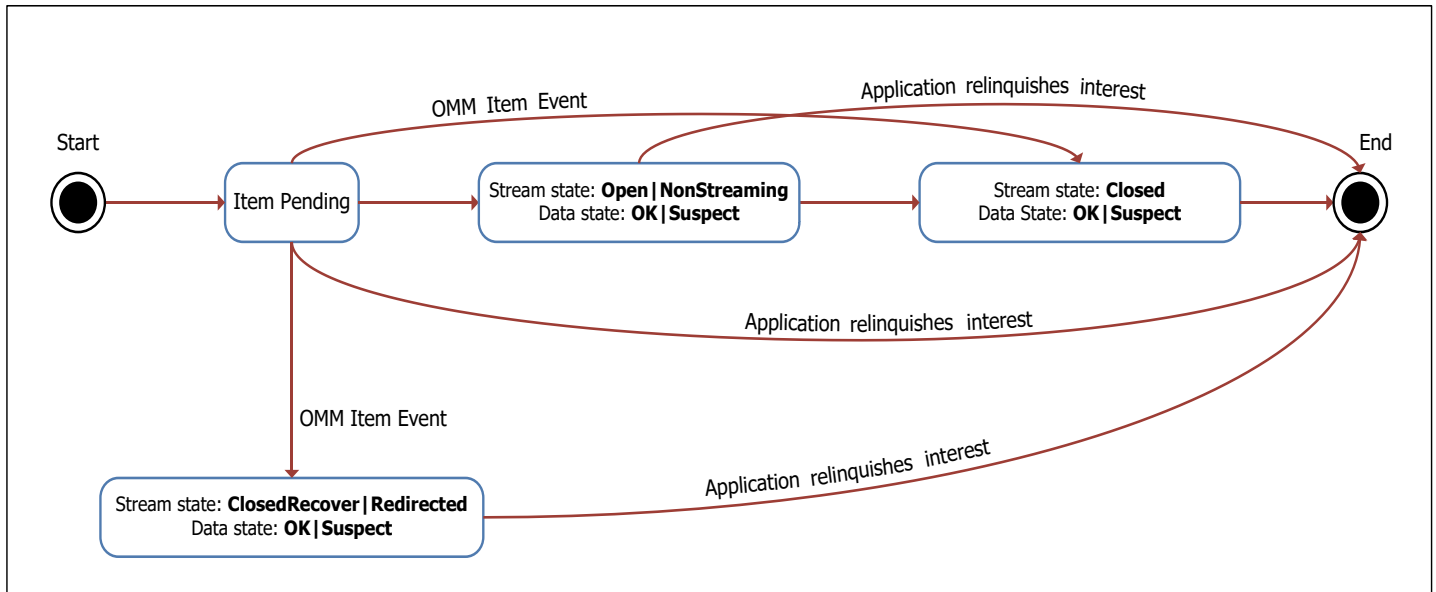 Application relinquishes interest
OMM Item Event
Start
End
Item Pending
Stream state: Open|NonStreaming
Data state: OK|Suspect
Stream state: Closed
Data State: OK|Suspect
Application relinquishes interest
OMM Item Event
Application relinquishes interest
Stream state: ClosedRecover|Redirected
Data state: OK|Suspect